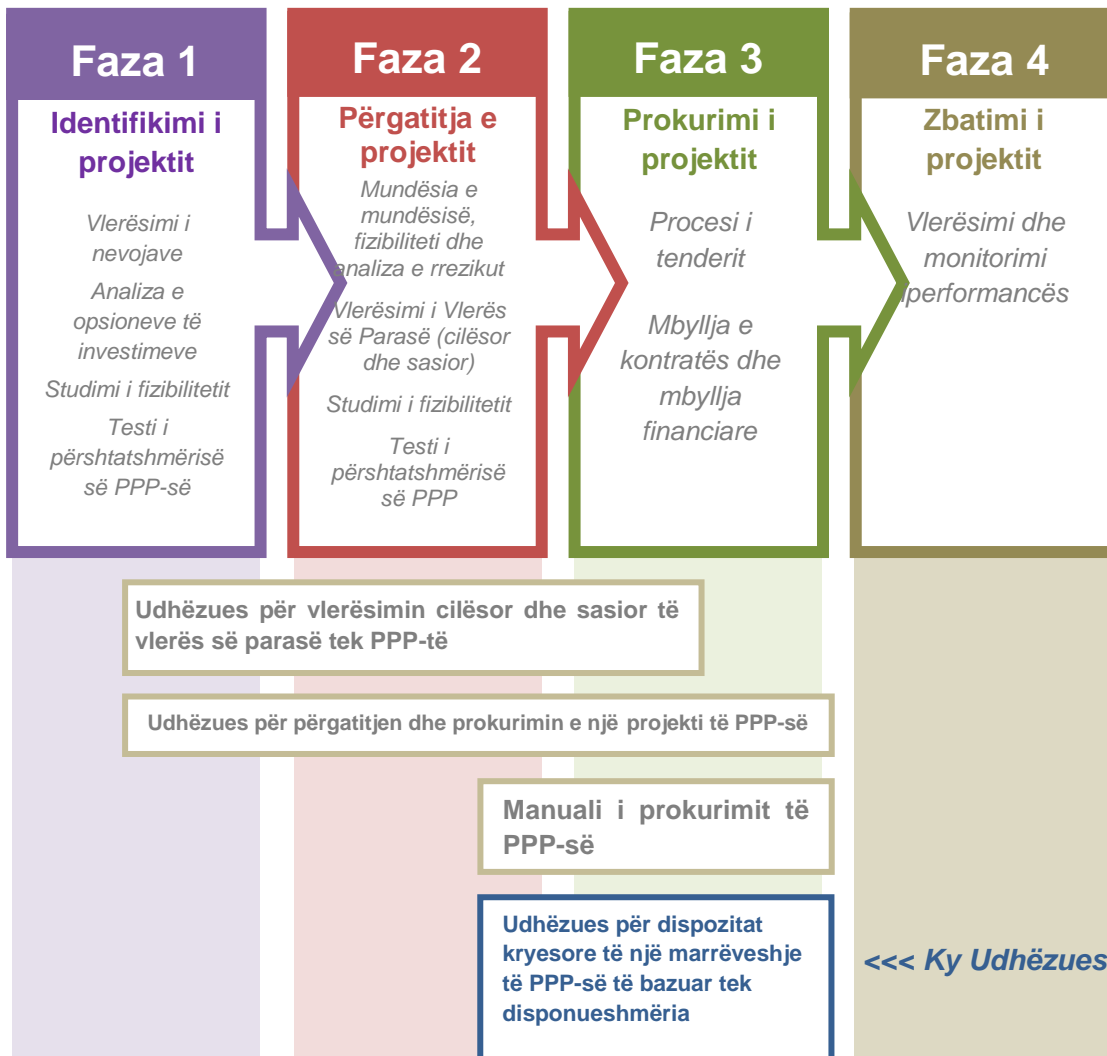 Faza 1
Identifikimi i
projektit
Vlerësimi i
nevojave
Analiza e
opsioneve të
investimeve
Studimi i fizibilitetit
Testi i
përshtatshmërisë
së PPP-së
Faza 2
Përgatitja e
projektit
Mundësia e
mundësisë,
fizibiliteti dhe
analiza e rrezikut
Vlerësimi i Vlerës
së Parasë (cilësor
dhe sasior)
Studimi i fizibilitetit
Testi i
përshtatshmërisë
së PPP
Faza 3
Prokurimi i
projektit
Procesi i
tenderit
Mbyllja e
kontratës dhe
mbyllja
financiare
Faza 4
Zbatimi i
projektit
Vlerësimi dhe
monitorimi
iperformancës
Udhëzues për vlerësimin cilësor dhe sasior të
vlerës së parasë tek PPP-të
Udhëzues për përgatitjen dhe prokurimin e një projekti të PPP-së
Manuali i prokurimit të
PPP-së
Udhëzues për dispozitat
kryesore të një marrëveshje
të PPP-së të bazuar tek
disponueshmëria
<<< Ky Udhëzues